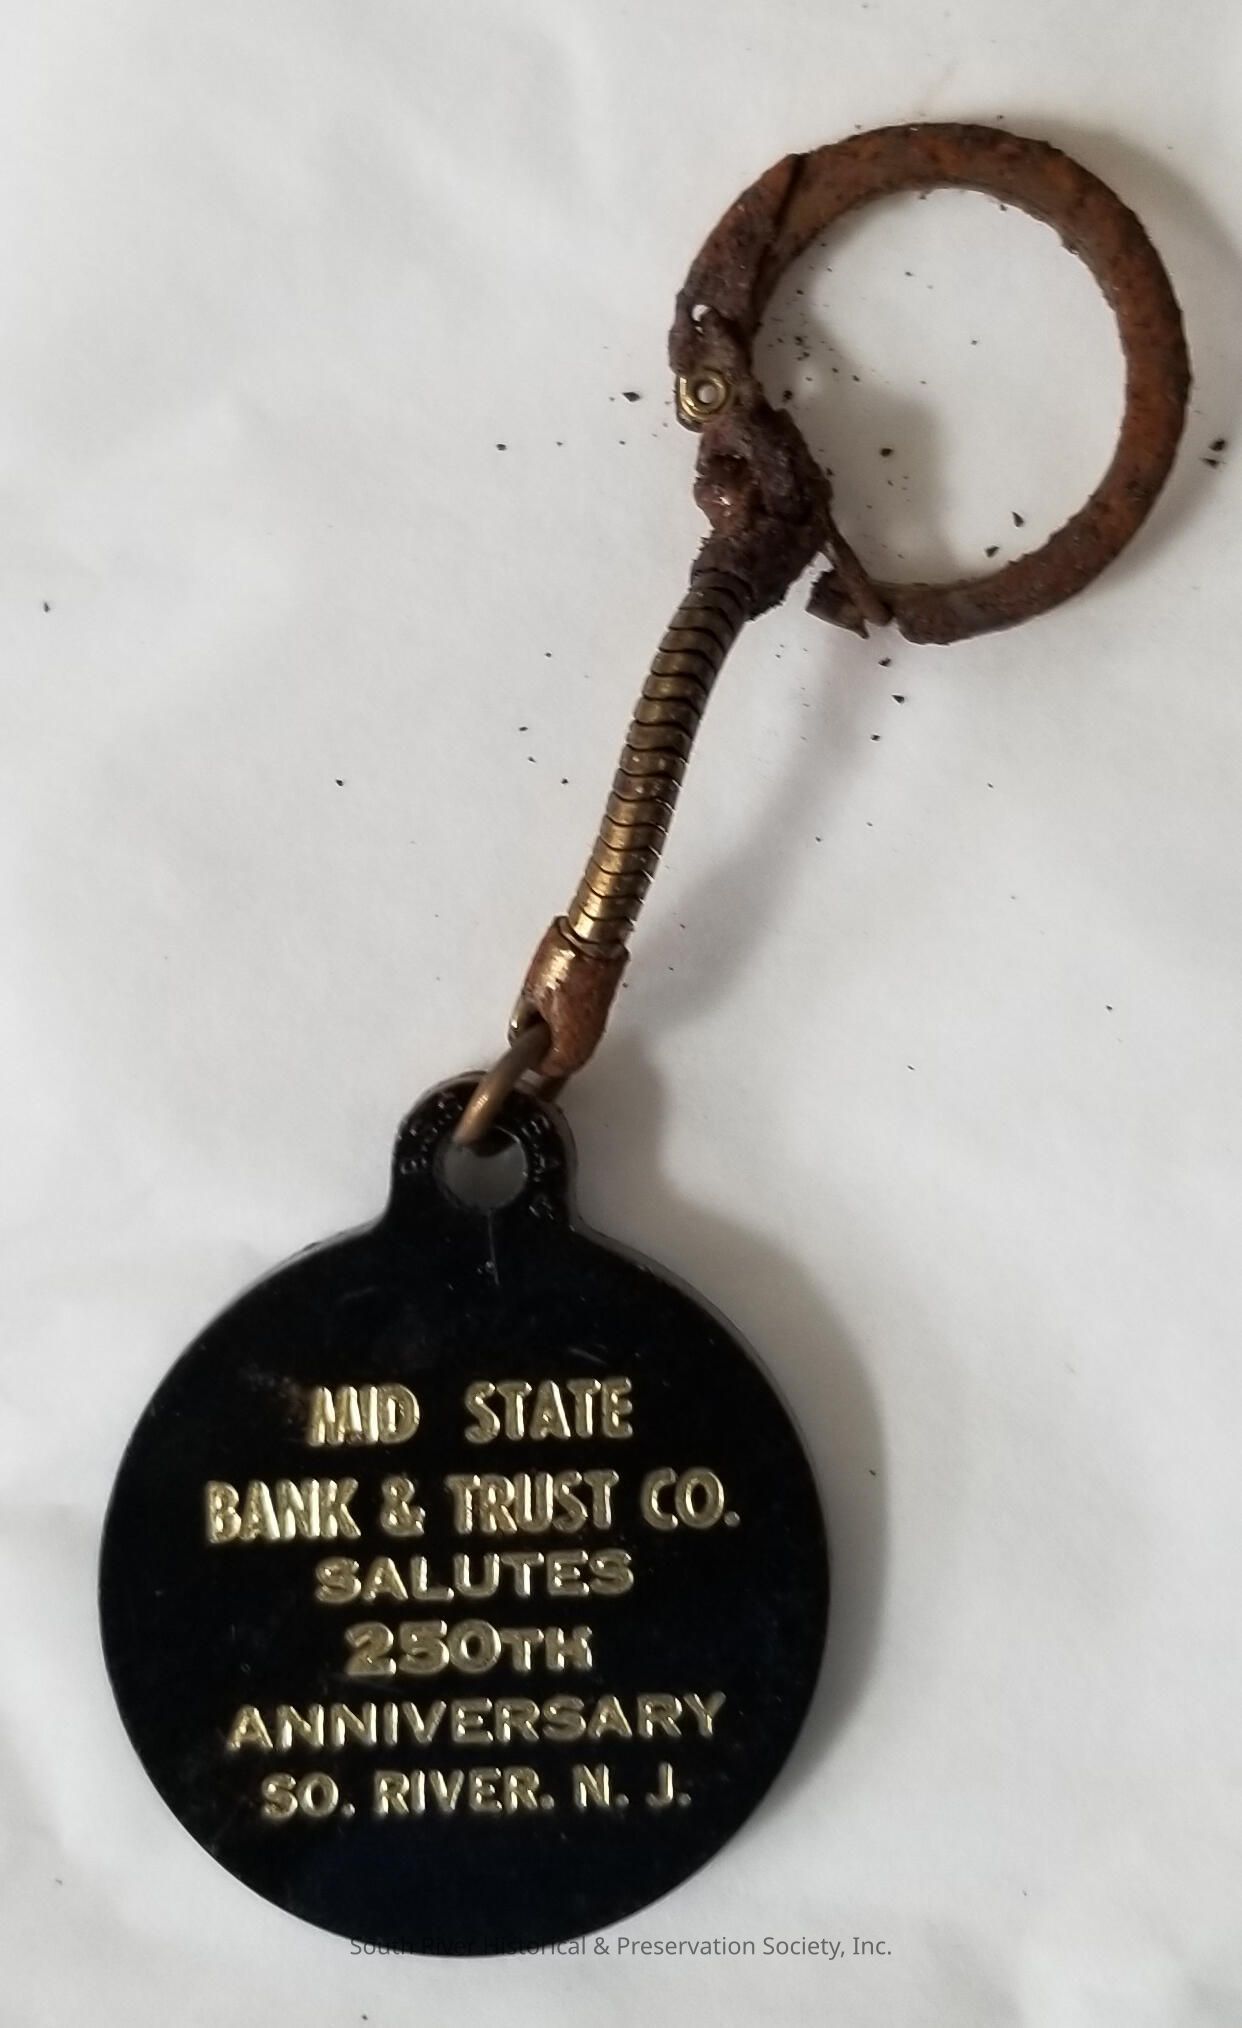 MID STATE
BANK & TRUST CO.
SALUTES
250TH
ANNIVERSARY
SO. RIVER. N. J.
South River Historical & Preservation Society, Inc.